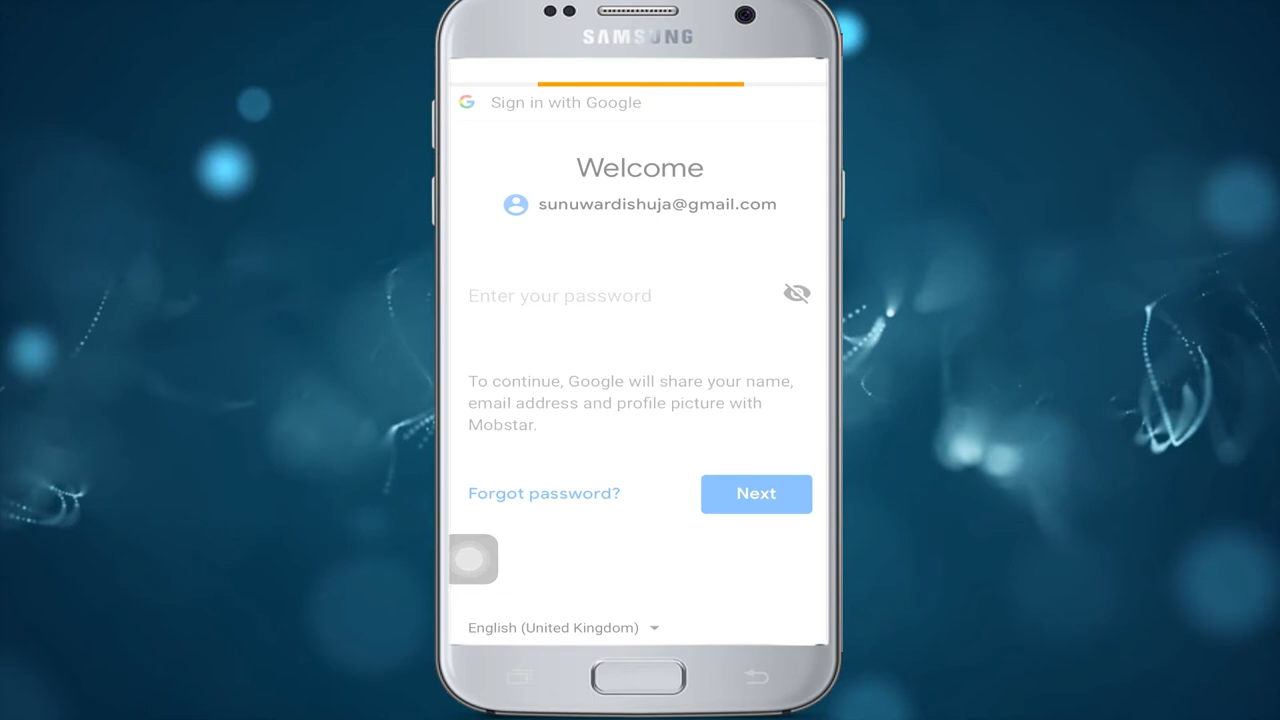 SAMSUNG
Sign in with Google
Welcome
sunuwardishuja@gmail.com
Enter your password
To continue, Google will share your name,
email address and profile picture with
Mobstar.
Forgot password?
Next
English (United Kingdom)